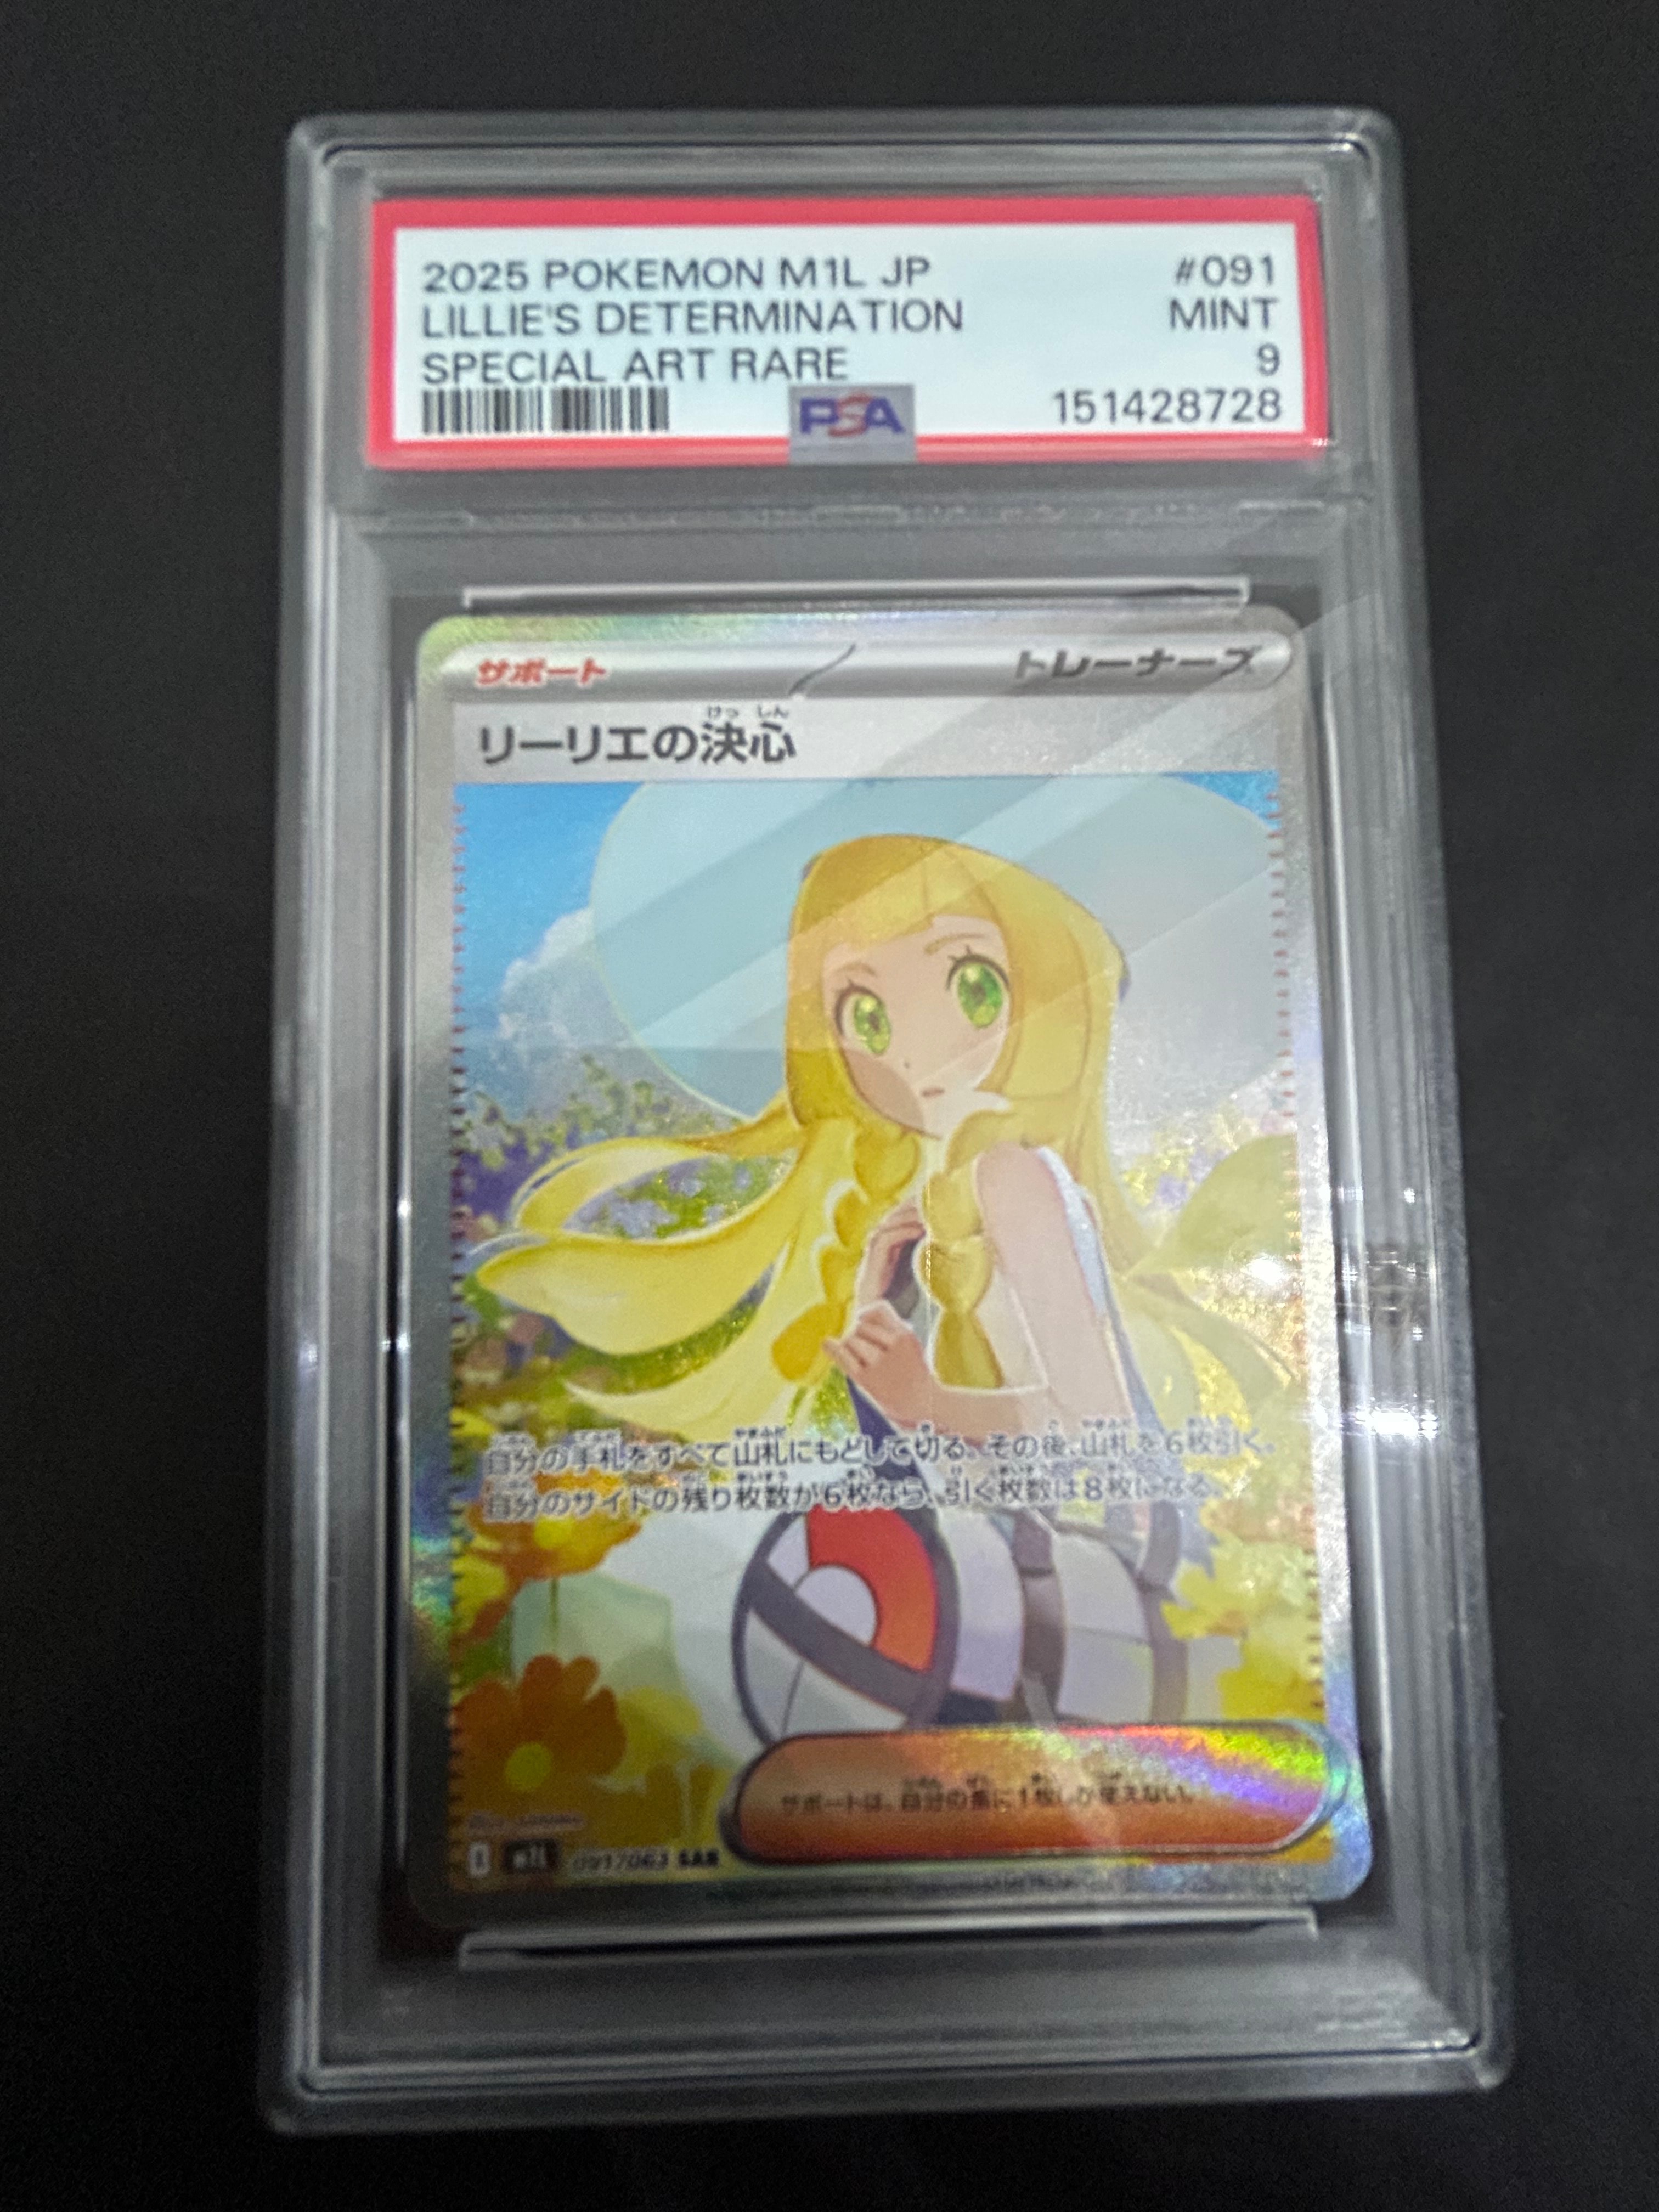 2025 POKEMON M1L JP #091
LILLIE'S DETERMINATION MINT
SPECIAL ART RARE 9
PSA 151428728
サポート トレーナーズ
けっ しん
リーリエの決心
自分の手札をすべて山札にもどして切る。その後、山札を6枚引く。
自分のサイドの残り枚数が6枚なら、引く枚数は8枚になる。
サポートは、自分の番に1枚しか使えない。
091/063 SAR